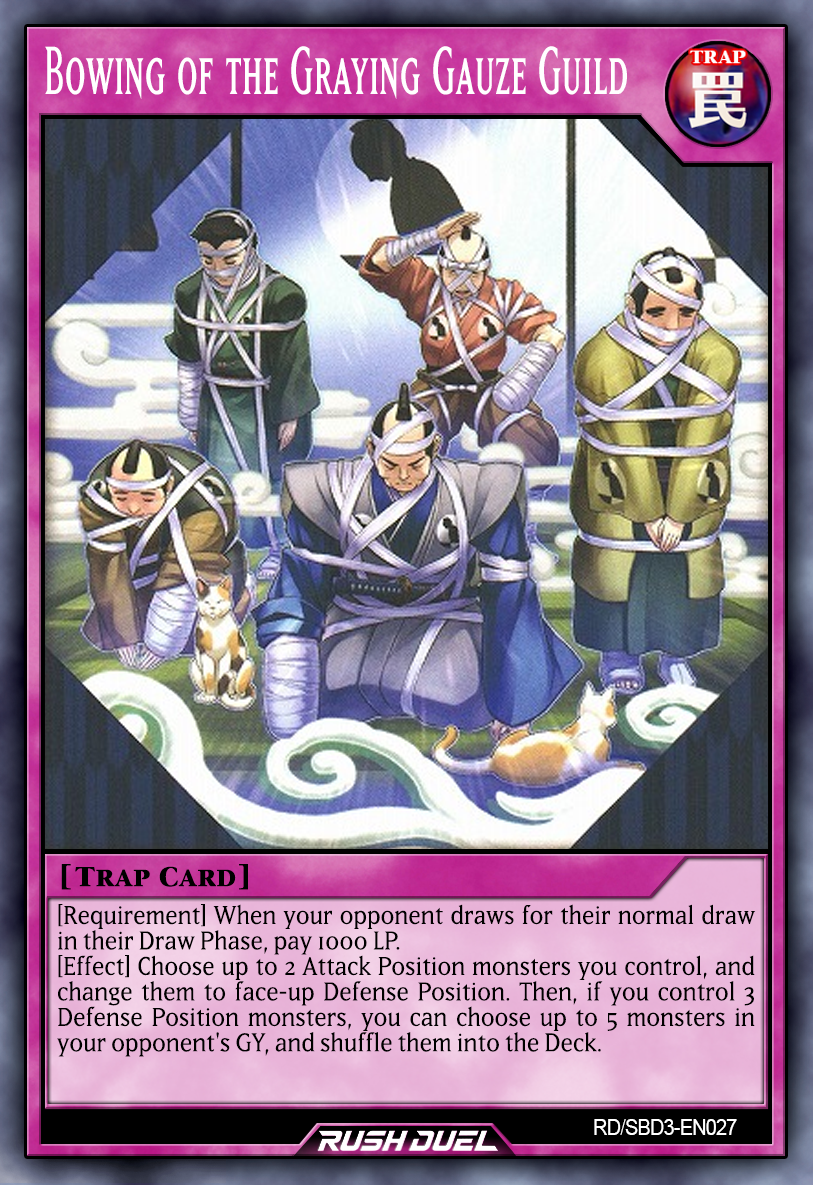 Bowing of the Graying Gauze Guild
TRAP
罠
[Trap Card]
[Requirement] When your opponent draws for their normal draw
in their Draw Phase, pay 1000 LP.
[Effect] Choose up to 2 Attack Position monsters you control, and
change them to face-up Defense Position. Then, if you control 3
Defense Position monsters, you can choose up to 5 monsters in
your opponent's GY, and shuffle them into the Deck.
RD/SBD3-EN027
RUSH DUEL